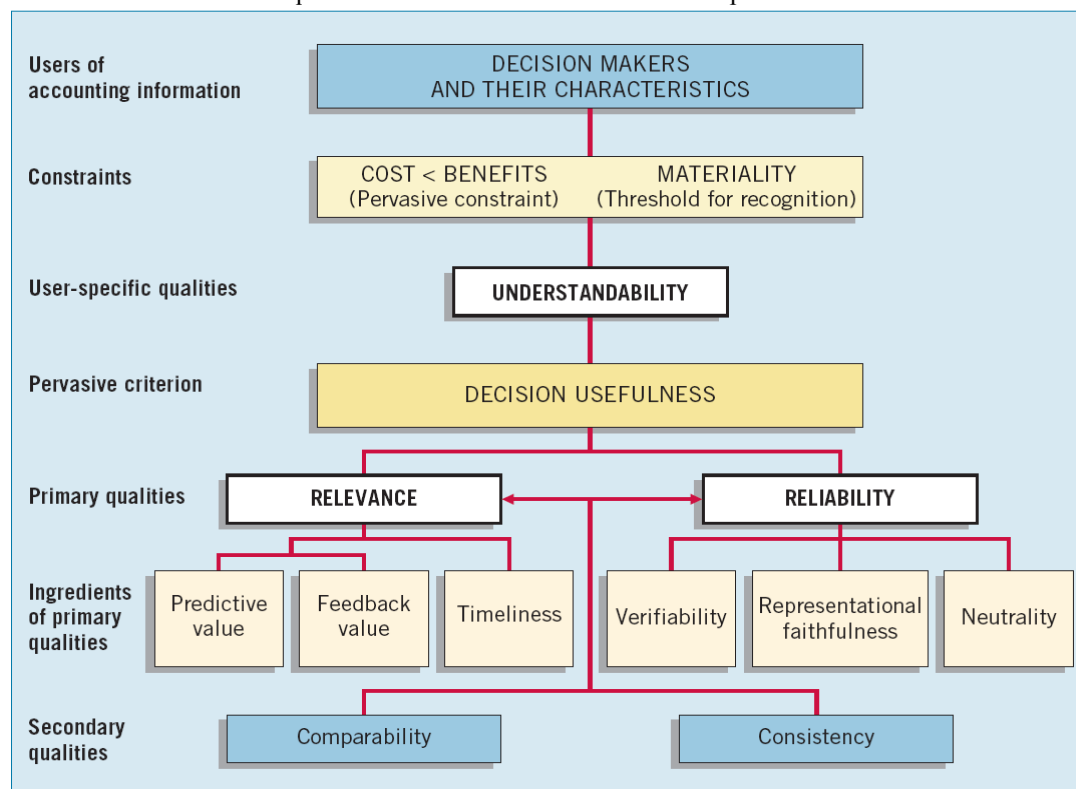 Users of
accounting information
DECISION MAKERS
AND THEIR CHARACTERISTICS
Constraints
COST < BENEFITS
(Pervasive constraint)
MATERIALITY
(Threshold for recognition)
User-specific qualities
UNDERSTANDABILITY
Pervasive criterion
DECISION USEFULNESS
Primary qualities
RELEVANCE
RELIABILITY
Ingredients
of primary
qualities
Predictive
value
Feedback
value
Timeliness
Verifiability
Representational
faithfulness
Neutrality
Secondary
qualities
Comparability
Consistency